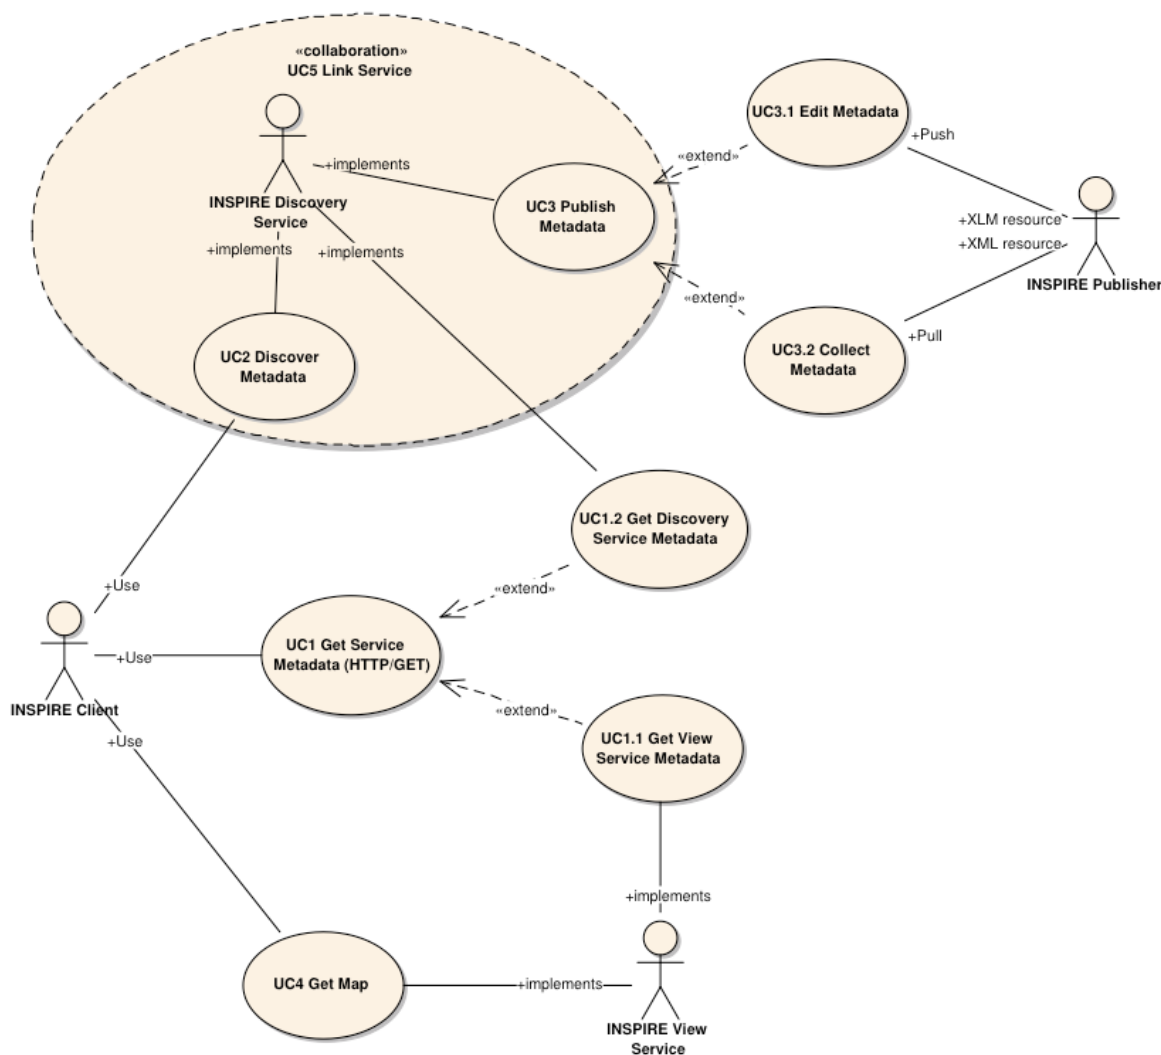 «collaboration»
UC5 Link Service
UC3.1 Edit Metadata
+Push
«extend»
+implements
INSPIRE Discovery
Service
UC3 Publish
Metadata
+XLM resource
+XML resource
INSPIRE Publisher
+implements
+implements
«extend»
+Pull
UC2 Discover
Metadata
UC3.2 Collect
Metadata
UC1.2 Get Discovery
Service Metadata
+Use
«extend»
UC1 Get Service
Metadata (HTTP/GET)
+Use
INSPIRE Client
«extend»
+Use
UC1.1 Get View
Service Metadata
+implements
UC4 Get Map
+implements
INSPIRE View
Service